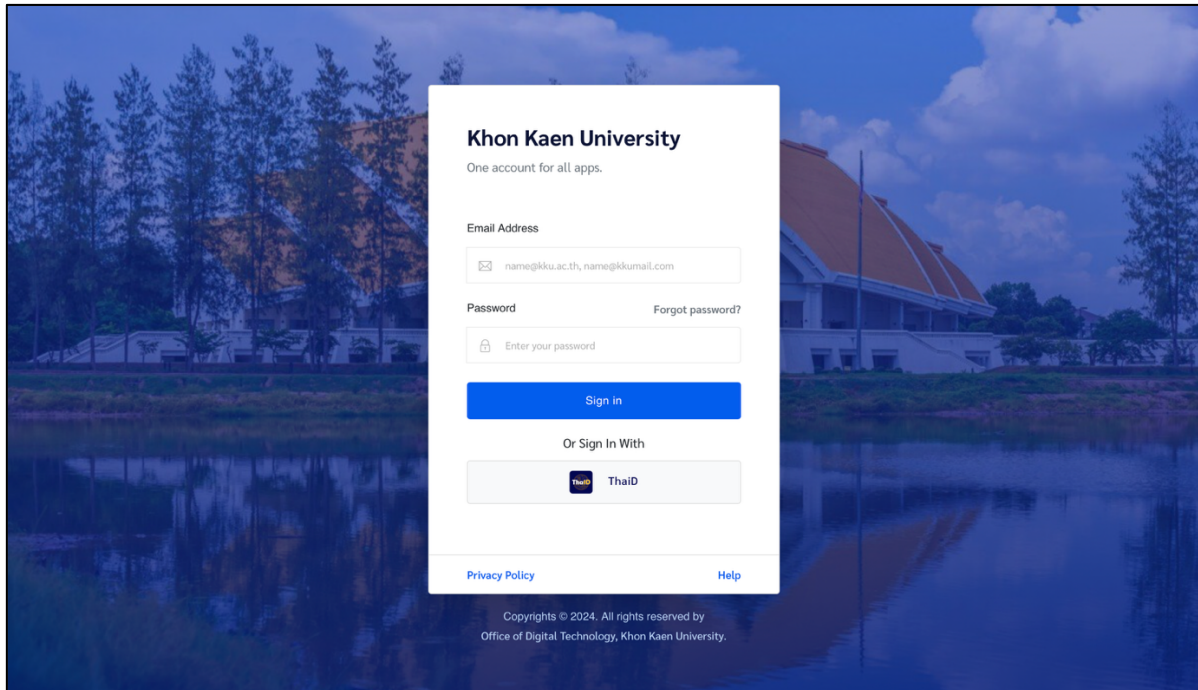 Khon Kaen University
One account for all apps.
Email Address
name@kku.ac.th, name@kkumail.com
Password Forgot password?
Enter your password
Sign in
Or Sign In With
ThaiD ThaiD
Privacy Policy Help
Copyrights © 2024. All rights reserved by
Office of Digital Technology, Khon Kaen University.